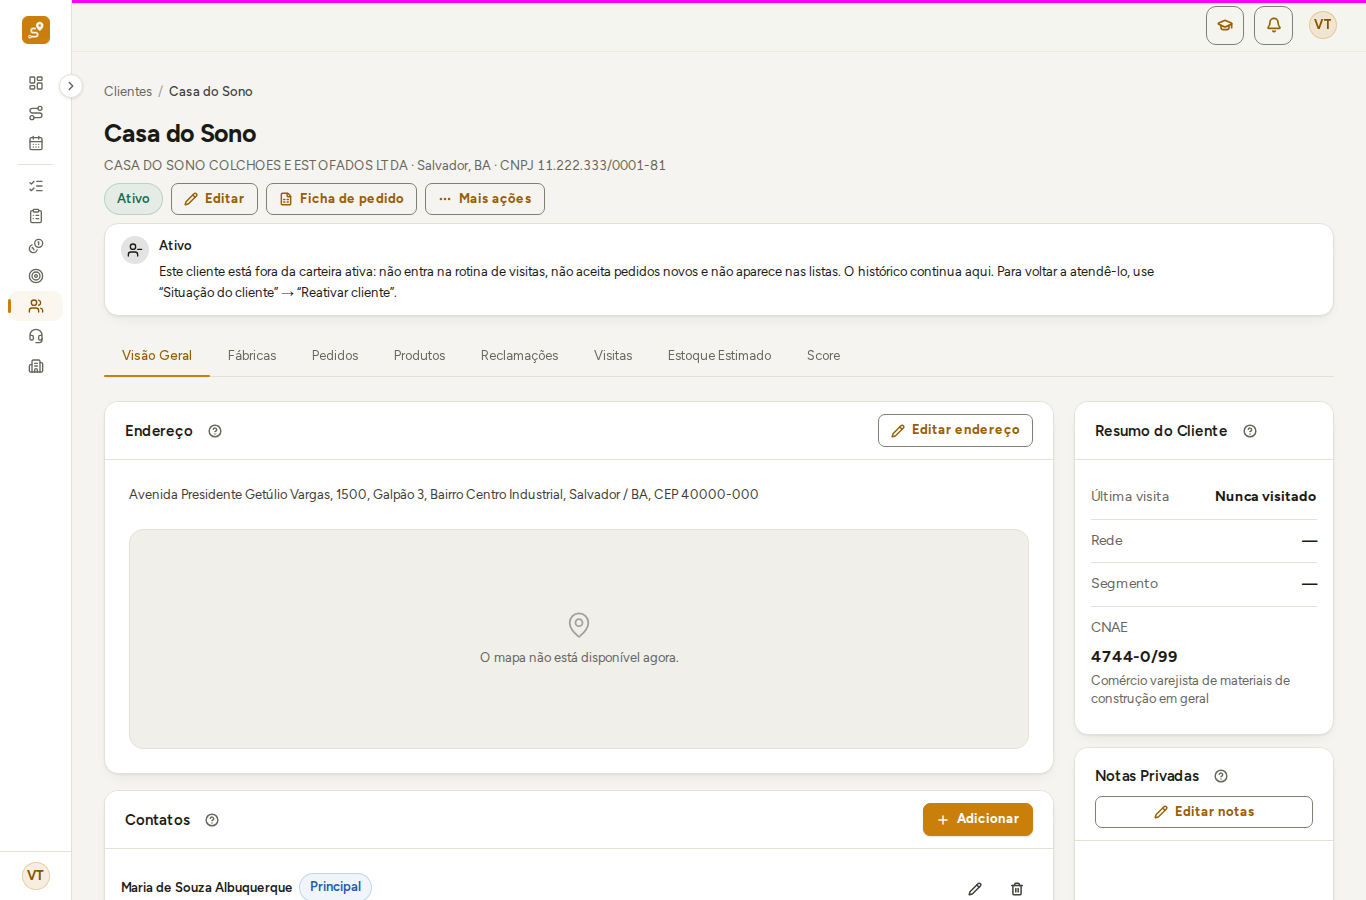 VT
Clientes / Casa do Sono
Casa do Sono
CASA DO SONO COLCHOES E ESTOFADOS LTDA · Salvador, BA · CNPJ 11.222.333/0001-81
Ativo
Editar
Ficha de pedido
Mais ações
Ativo
Este cliente está fora da carteira ativa: não entra na rotina de visitas, não aceita pedidos novos e não aparece nas listas. O histórico continua aqui. Para voltar a atendê-lo, use
“Situação do cliente” → “Reativar cliente”.
Visão Geral
Fábricas
Pedidos
Produtos
Reclamações
Visitas
Estoque Estimado
Score
Endereço
Editar endereço
Avenida Presidente Getúlio Vargas, 1500, Galpão 3, Bairro Centro Industrial, Salvador / BA, CEP 40000-000
O mapa não está disponível agora.
Contatos
Adicionar
Maria de Souza Albuquerque
Principal
Resumo do Cliente
Última visita
Nunca visitado
Rede
—
Segmento
—
CNAE
4744-0/99
Comércio varejista de materiais de
construção em geral
Notas Privadas
Editar notas
VT